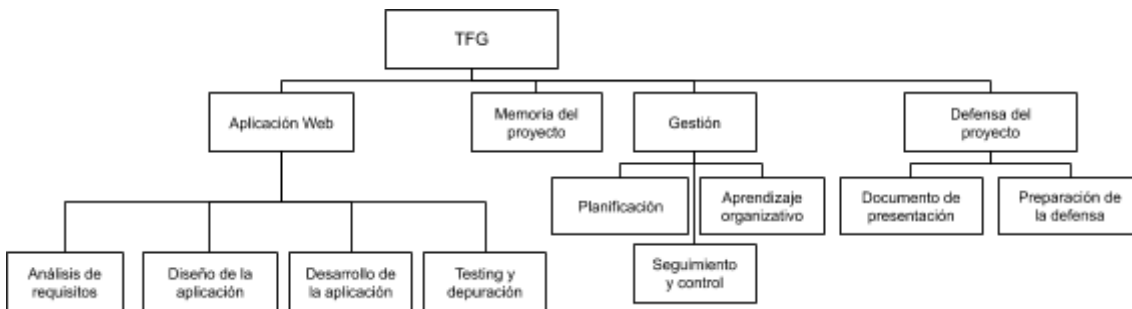 TFG
Aplicación Web
Memoria del
proyecto
Gestión
Defensa del
proyecto
Planificación
Aprendizaje
organizativo
Documento de
presentación
Preparación de
la defensa
Seguimiento
y control
Análisis de
requisitos
Diseño de la
aplicación
Desarrollo de
la aplicación
Testing y
depuración